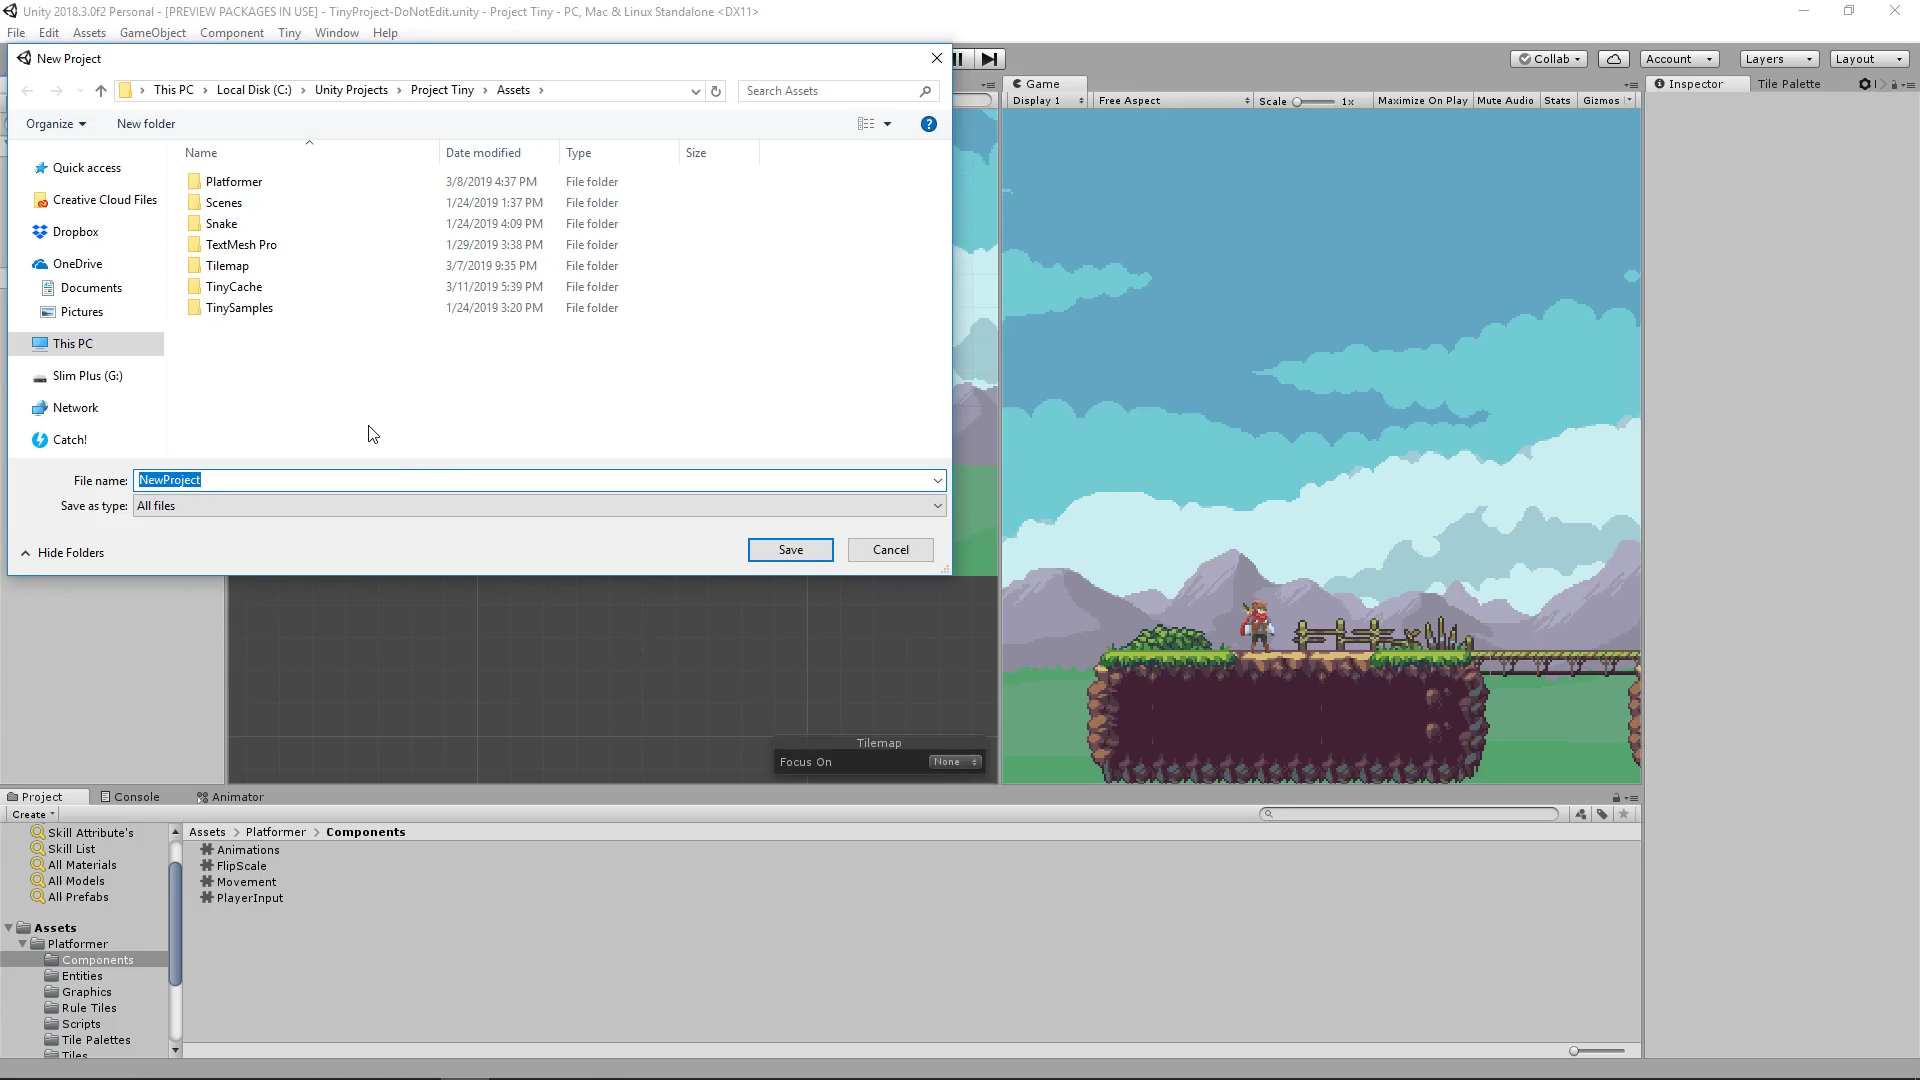 Unity 2018.3.0f2 Personal - [PREVIEW PACKAGES IN USE] - TinyProject-DoNotEdit.unity - Project Tiny - PC, Mac & Linux Standalone <DX11>
File Edit Assets GameObject Component Tiny Window Help
New Project
Collab Account Layers Layout
This PC > Local Disk (C:) > Unity Projects > Project Tiny > Assets >
Search Assets
Game
Inspector Tile Palette
Display 1 Free Aspect Scale 1x Maximize On Play Mute Audio Stats Gizmos
Organize New folder
Name Date modified Type Size
Quick access
Creative Cloud Files
Dropbox
OneDrive
Documents
Pictures
This PC
Slim Plus (G:)
Network
Catch!
Platformer 3/8/2019 4:37 PM File folder
Scenes 1/24/2019 1:37 PM File folder
Snake 1/24/2019 4:09 PM File folder
TextMesh Pro 1/29/2019 3:38 PM File folder
Tilemap 3/7/2019 9:35 PM File folder
TinyCache 3/11/2019 5:39 PM File folder
TinySamples 1/24/2019 3:20 PM File folder
File name: NewProject
Save as type: All files
Hide Folders
Save Cancel
Tilemap
Focus On None
Project Console Animator
Create
Skill Attribute's
Skill List
All Materials
All Models
All Prefabs
Assets
Platformer
Components
Entities
Graphics
Rule Tiles
Scripts
Tile Palettes
Tiles
Assets > Platformer > Components
Animations
FlipScale
Movement
PlayerInput